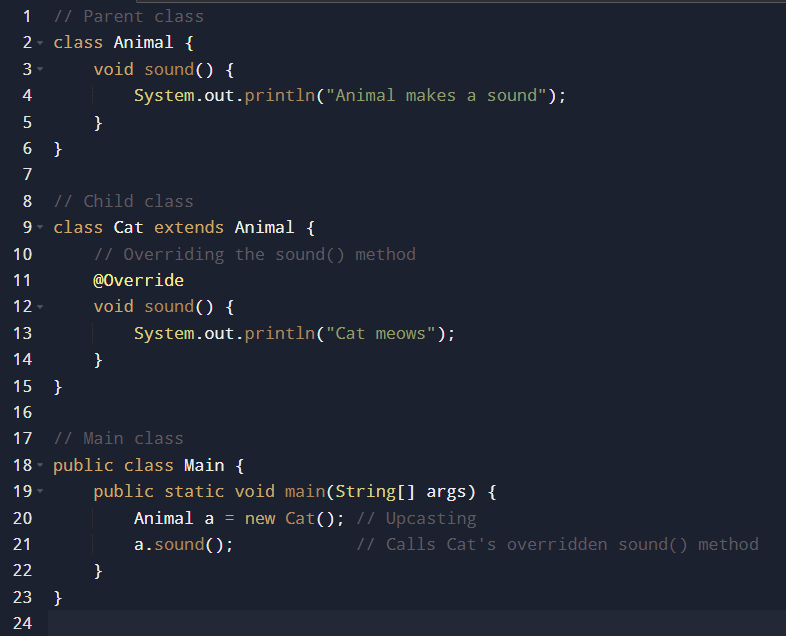 1 // Parent class
2 class Animal {
3     void sound() {
4         System.out.println("Animal makes a sound");
5     }
6 }
7
8 // Child class
9 class Cat extends Animal {
10     // Overriding the sound() method
11     @Override
12     void sound() {
13         System.out.println("Cat meows");
14     }
15 }
16
17 // Main class
18 public class Main {
19     public static void main(String[] args) {
20         Animal a = new Cat(); // Upcasting
21         a.sound();            // Calls Cat's overridden sound() method
22     }
23 }
24